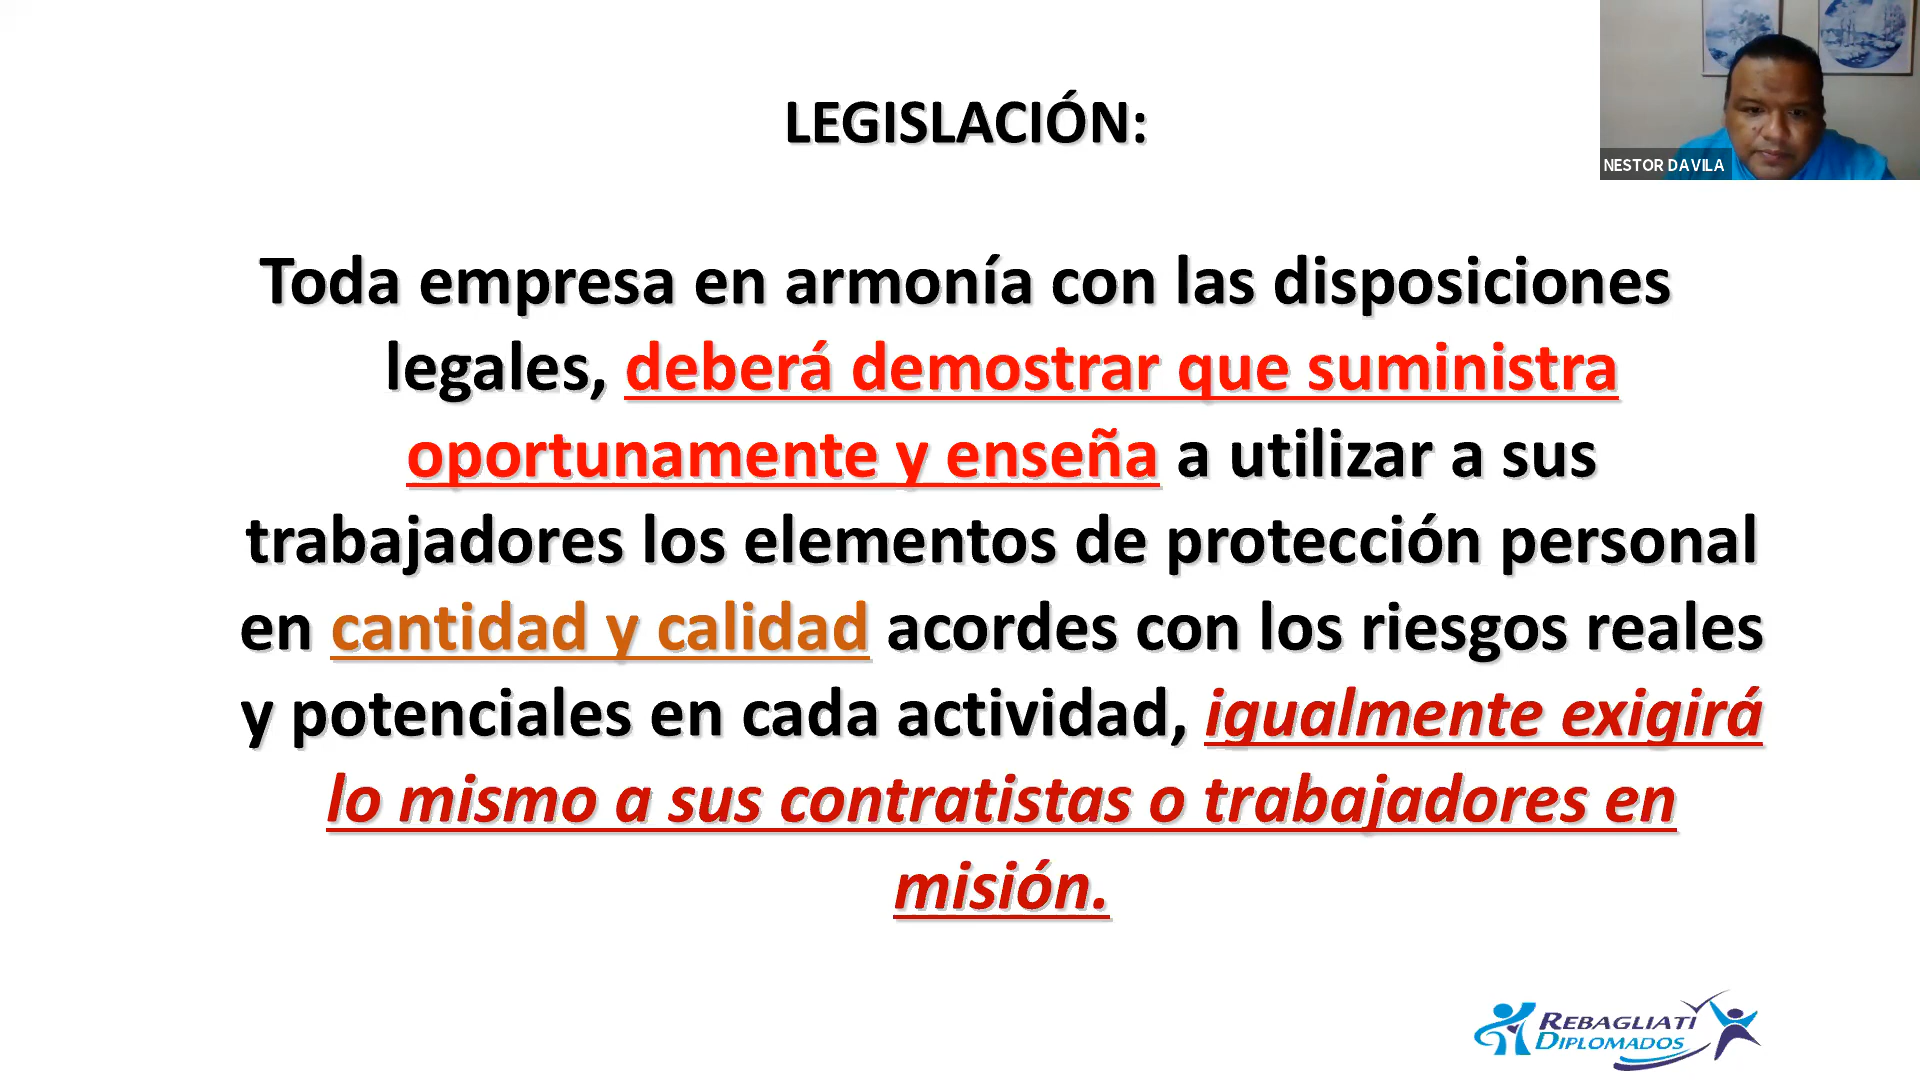 LEGISLACIÓN:
NESTOR DAVILA
Toda empresa en armonía con las disposiciones
legales, deberá demostrar que suministra
oportunamente y enseña a utilizar a sus
trabajadores los elementos de protección personal
en cantidad y calidad acordes con los riesgos reales
y potenciales en cada actividad, igualmente exigirá
lo mismo a sus contratistas o trabajadores en
misión.
REBAGLIATI
DIPLOMADOS